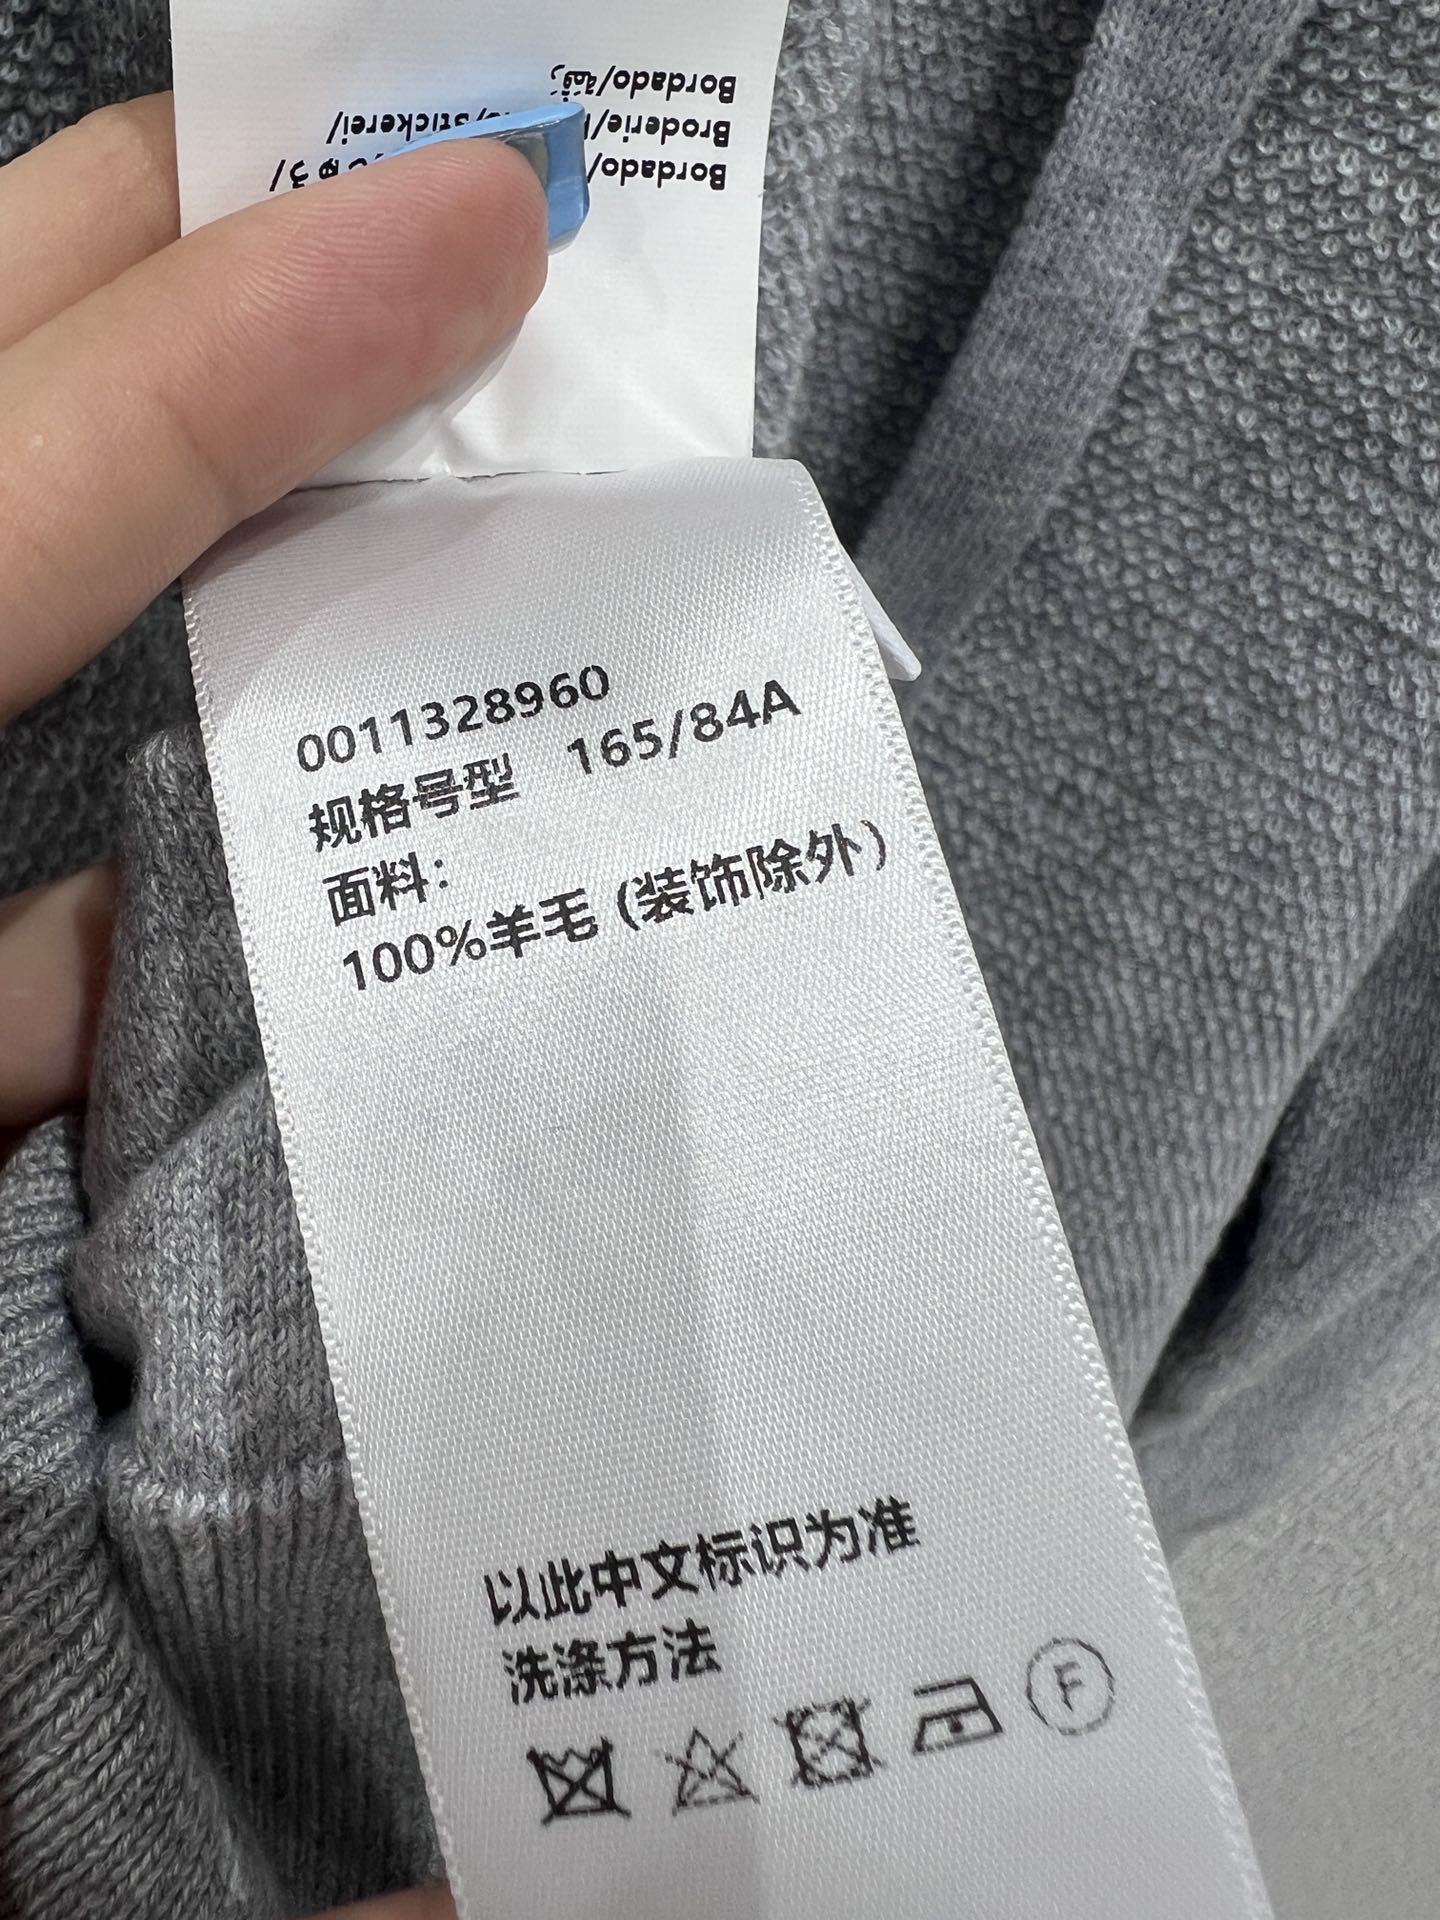 Bordado/
Broderie/
/Stickerei/
Bordado/
0011328960
规格号型 165/84A
面料：
100%羊毛 (装饰除外)
以此中文标识为准
洗涤方法
F